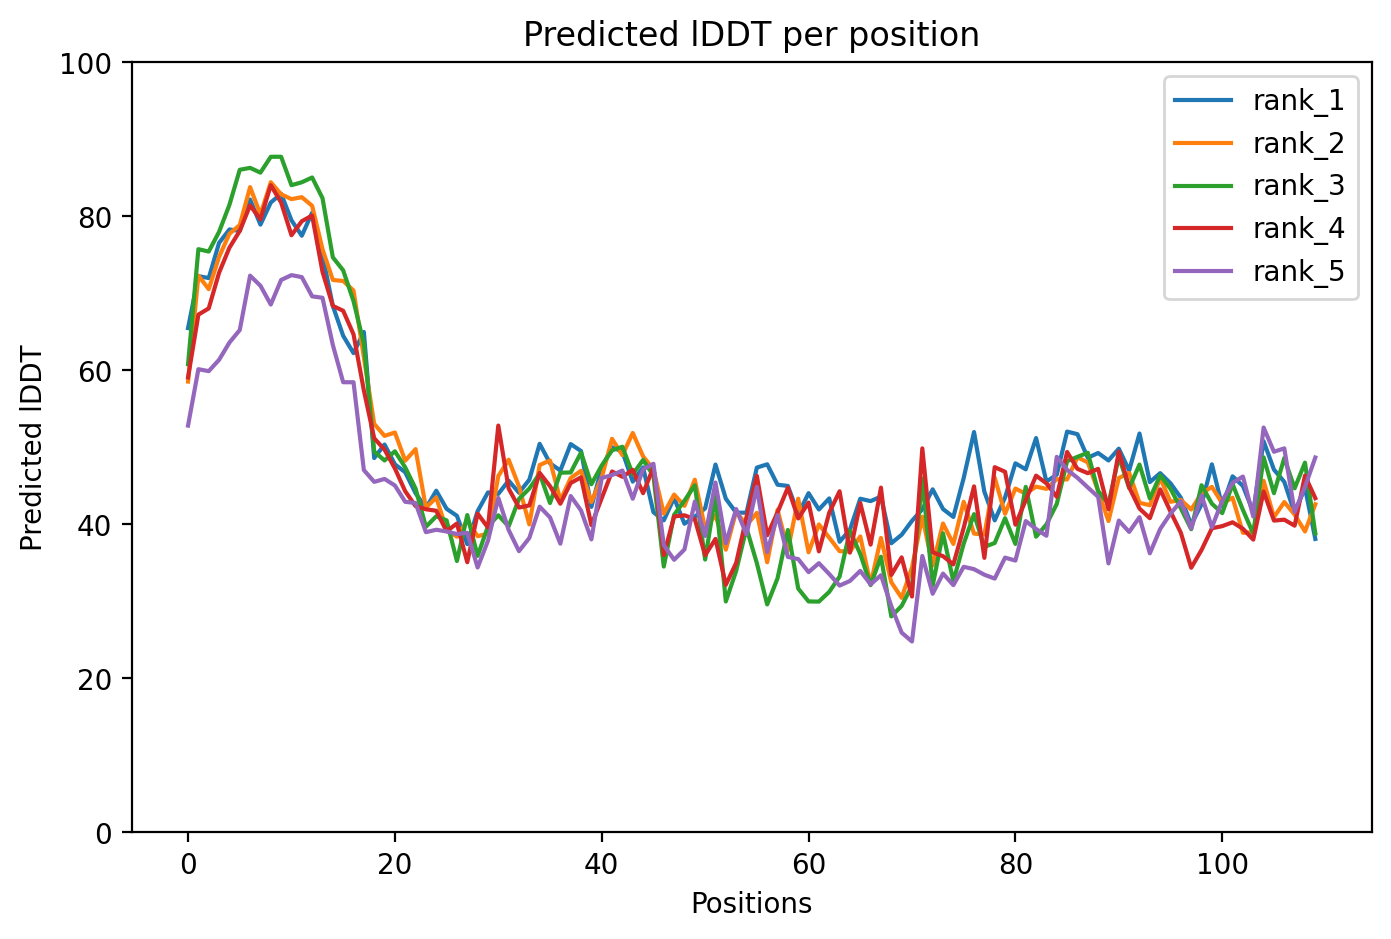 Predicted lDDT per position
100
80
60
40
20
0
Predicted lDDT
0 20 40 60 80 100
Positions
rank_1
rank_2
rank_3
rank_4
rank_5